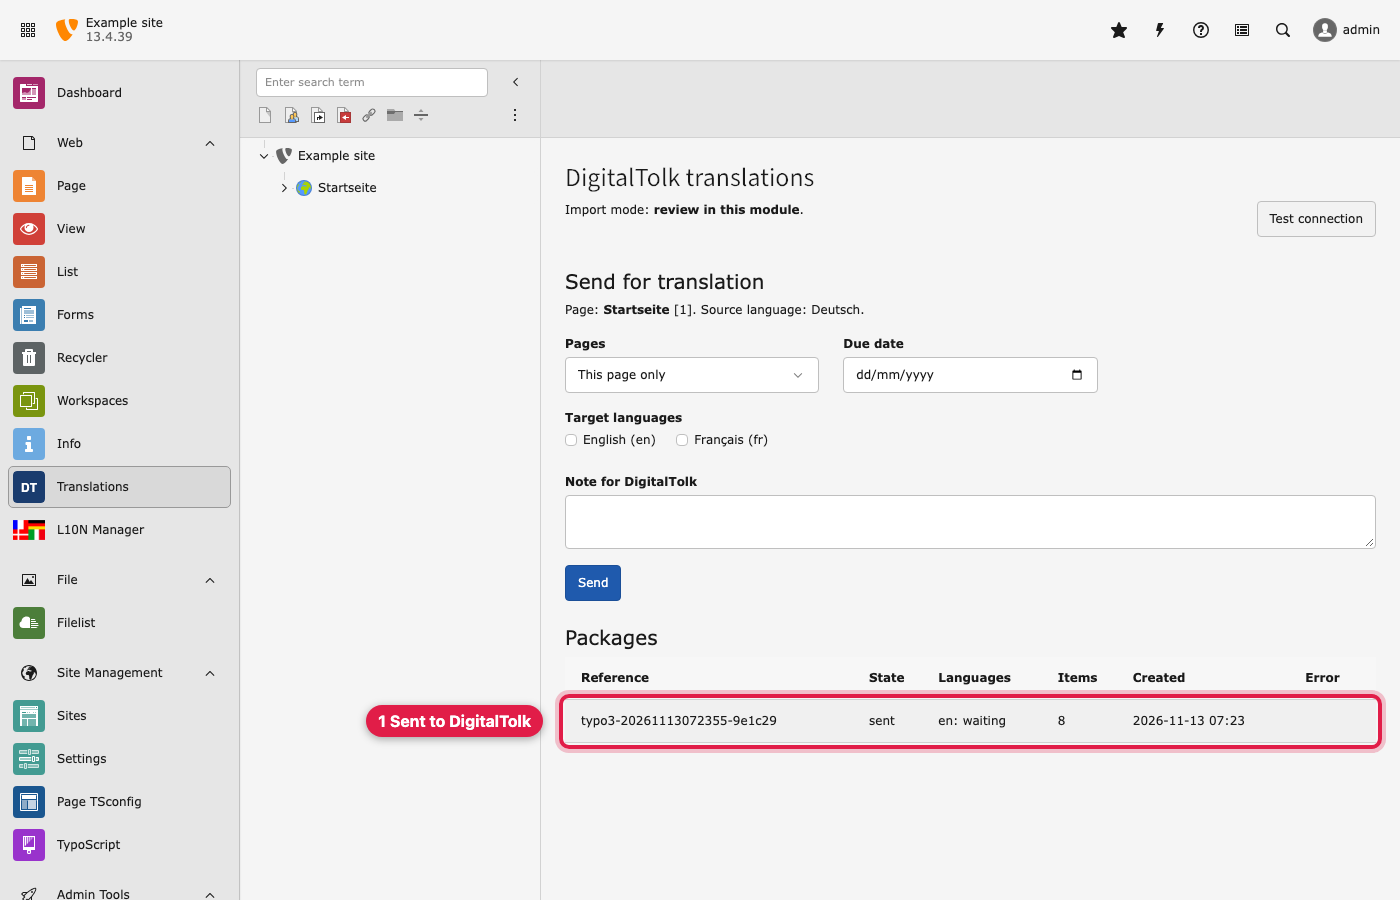 Example site
13.4.39
admin
Dashboard
Web
Page
View
List
Forms
Recycler
Workspaces
Info
DT Translations
L10N Manager
File
Filelist
Site Management
Sites
Settings
Page TSconfig
TypoScript
Admin Tools
Enter search term
Example site
Startseite
DigitalTolk translations
Import mode: review in this module.
Test connection
Send for translation
Page: Startseite [1]. Source language: Deutsch.
Pages Due date
This page only dd/mm/yyyy
Target languages
English (en) Français (fr)
Note for DigitalTolk
Send
Packages
Reference State Languages Items Created Error
1 Sent to DigitalTolk
typo3-20261113072355-9e1c29 sent en: waiting 8 2026-11-13 07:23